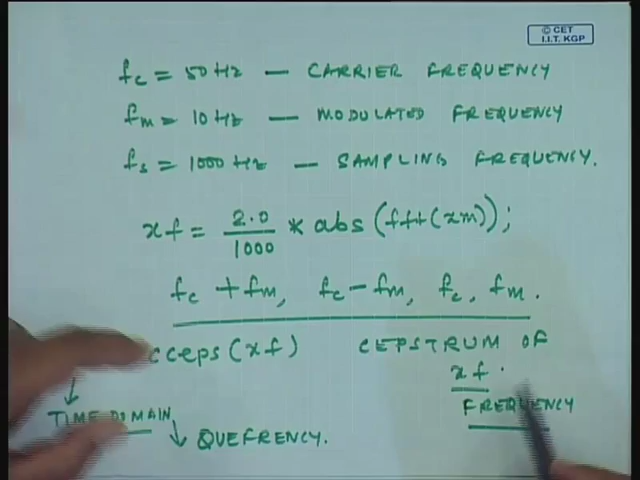 © CET
I.I.T. KGP
fc = 50 Hz — CARRIER FREQUENCY
fm = 10 Hz — MODULATED FREQUENCY
fs = 1000 Hz — SAMPLING FREQUENCY.
xf = 2.0/1000 * abs(fft(xm));
fc + fm, fc - fm, fc, fm.
cceps(xf) CEPSTRUM OF
xf.
TIME DOMAIN FREQUENCY
QUEFRENCY.